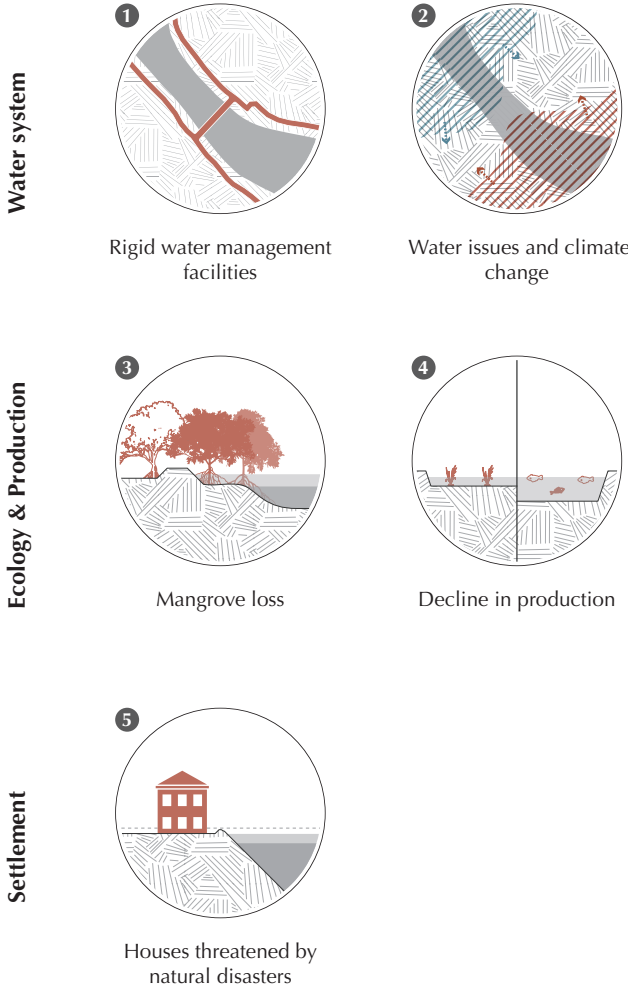 Water system
1
2
Rigid water management
facilities
Water issues and climate
change
Ecology & Production
3
4
Mangrove loss
Decline in production
Settlement
5
Houses threatened by
natural disasters